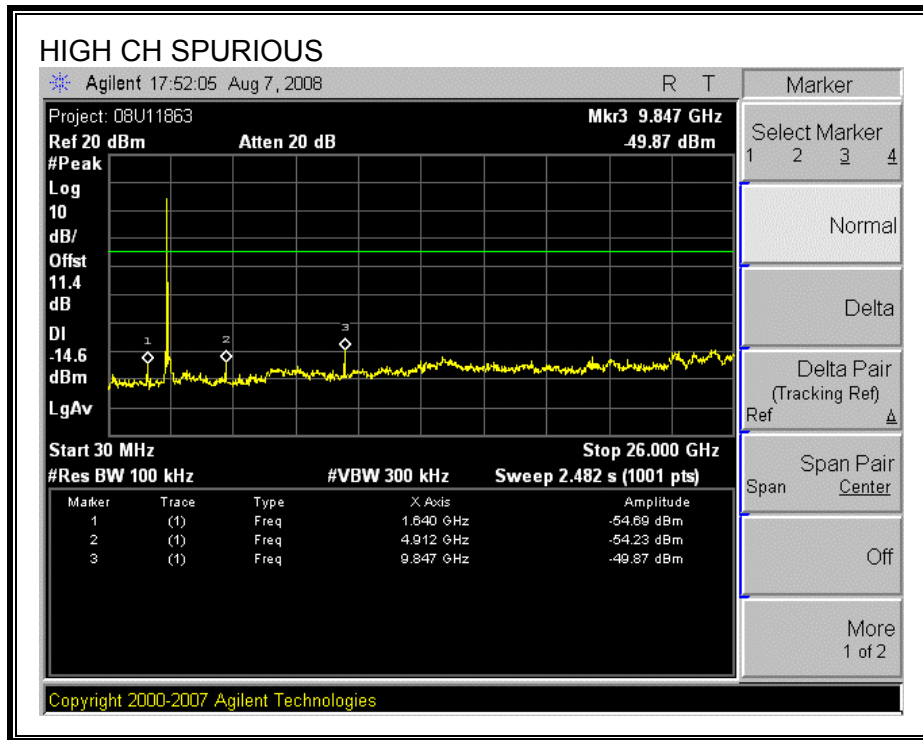 HIGH CH SPURIOUS
Agilent 17:52:05 Aug 7, 2008 R T
Project: 08U11863 Mkr3 9.847 GHz
Ref 20 dBm Atten 20 dB -49.87 dBm
#Peak
Log
10
dB/
Offst
11.4
dB
DI
-14.6
dBm
LgAv
1 2 3
Start 30 MHz Stop 26.000 GHz
#Res BW 100 kHz #VBW 300 kHz Sweep 2.482 s (1001 pts)
Marker Trace Type X Axis Amplitude
1 (1) Freq 1.640 GHz -54.69 dBm
2 (1) Freq 4.912 GHz -54.23 dBm
3 (1) Freq 9.847 GHz -49.87 dBm
Marker
Select Marker
1 2 3 4
Normal
Delta
Delta Pair
(Tracking Ref)
Ref Δ
Span Pair
Span Center
Off
More
1 of 2
Copyright 2000-2007 Agilent Technologies